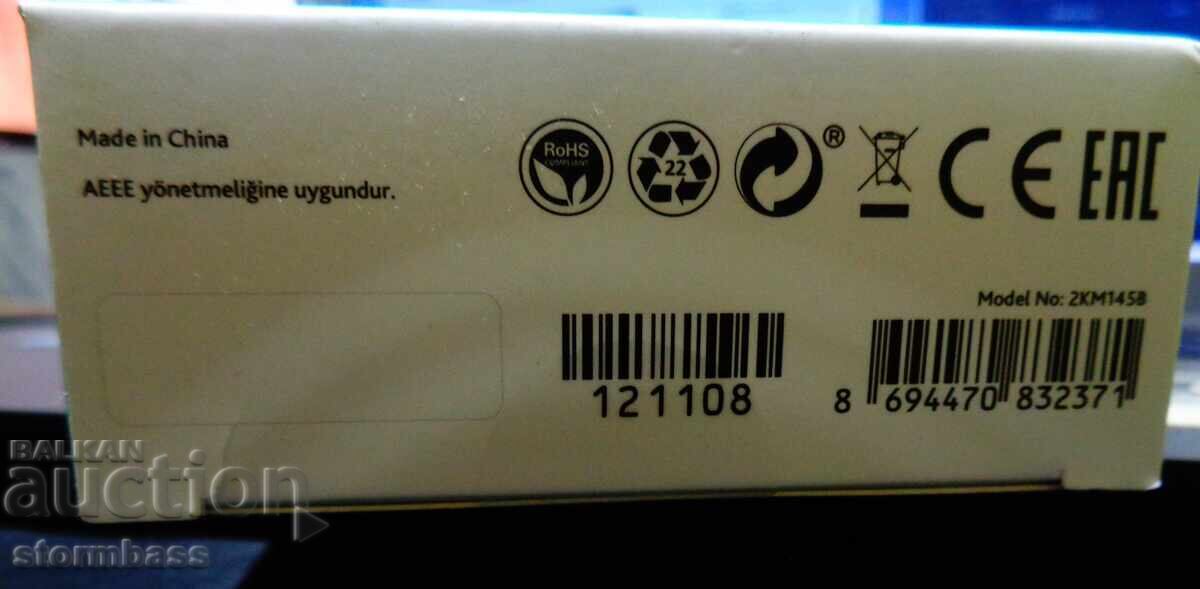 Made in China
AEEE yönetmeliğine uygundur.
RoHS
COMPLIANT
22
®
CE
EAC
Model No: 2KM145B
121108
8 694470 832371
BALKAN
auction
stormbass